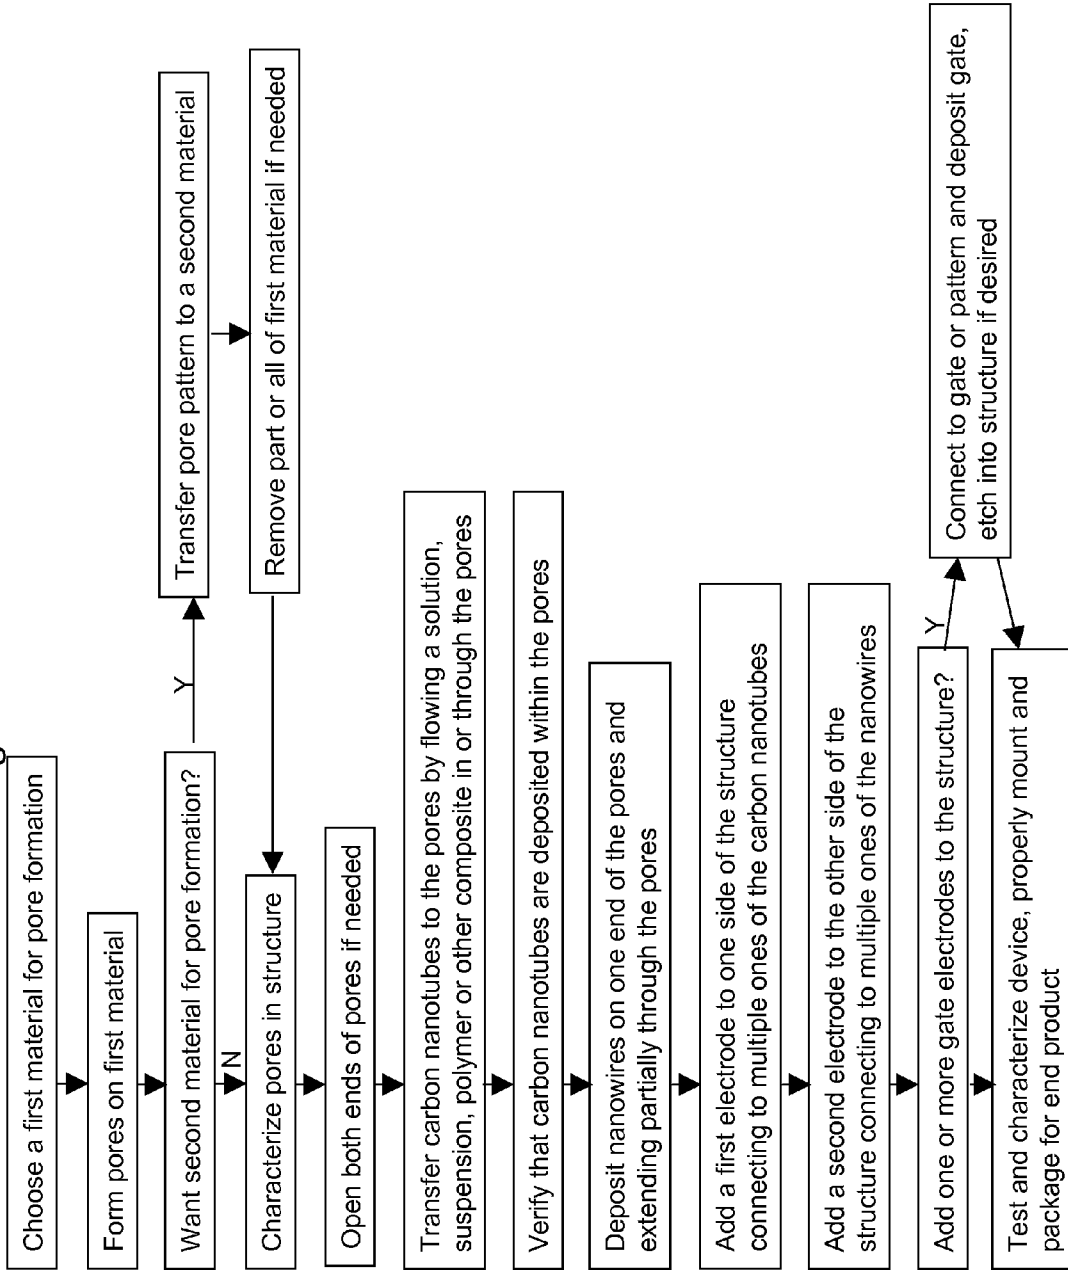 Choose a first material for pore formation
Form pores on first material
Want second material for pore formation?
Y
Transfer pore pattern to a second material
Remove part or all of first material if needed
N
Characterize pores in structure
Open both ends of pores if needed
Transfer carbon nanotubes to the pores by flowing a solution,
suspension, polymer or other composite in or through the pores
Verify that carbon nanotubes are deposited within the pores
Deposit nanowires on one end of the pores and
extending partially through the pores
Add a first electrode to one side of the structure
connecting to multiple ones of the carbon nanotubes
Add a second electrode to the other side of the
structure connecting to multiple ones of the nanowires
Add one or more gate electrodes to the structure?
Y
Connect to gate or pattern and deposit gate,
etch into structure if desired
Test and characterize device, properly mount and
package for end product